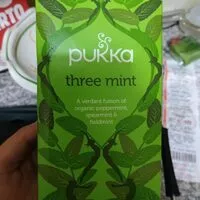 pukka
three mint
A verdant fusion of
organic peppermint,
spearmint &
fieldmint